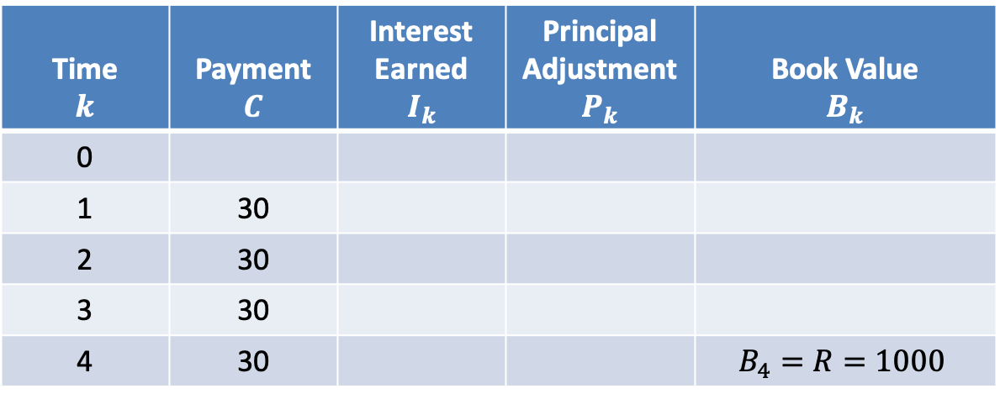 Time k
Payment C
Interest Earned I_k
Principal Adjustment P_k
Book Value B_k
0
1 30
2 30
3 30
4 30 B_4 = R = 1000